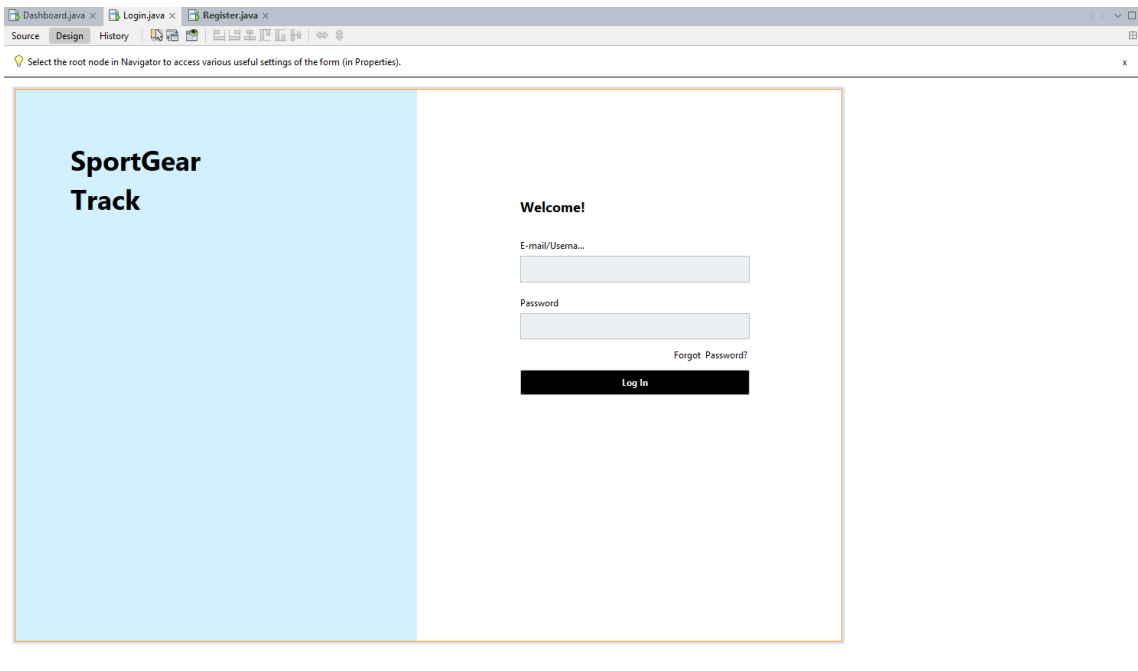 Dashboard.java × Login.java × Register.java ×
Source Design History
Select the root node in Navigator to access various useful settings of the form (in Properties). x
SportGear
Track
Welcome!
E-mail/Userna...
Password
Forgot Password?
Log In